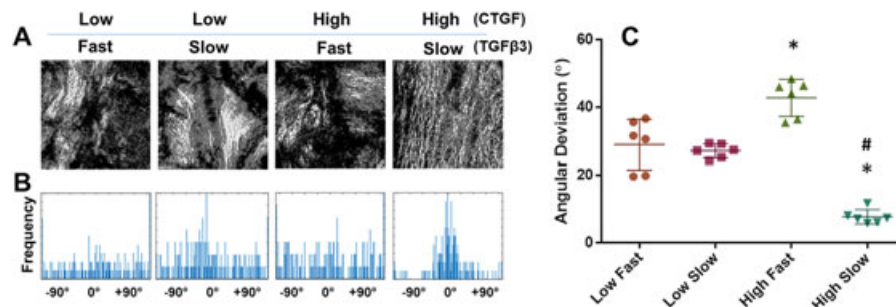 Low Low High High (CTGF)
A
Fast Slow Fast Slow (TGFβ3)
B
Frequency
-90° 0° +90° -90° 0° +90° -90° 0° +90° -90° 0° +90°
C
Angular Deviation (°)
60
40
20
0
*
#
*
Low Fast
Low Slow
High Fast
High Slow